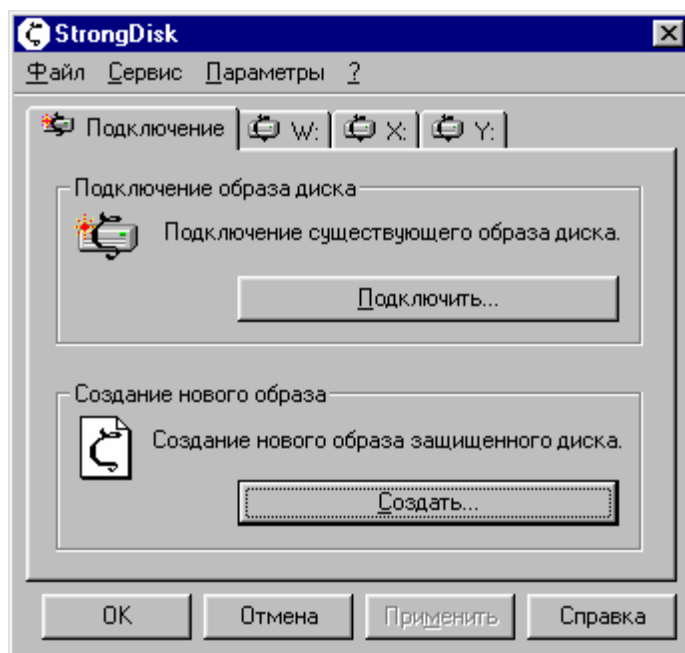 StrongDisk
Файл Сервис Параметры ?
Подключение W: X: Y:
Подключение образа диска
Подключение существующего образа диска.
Подключить...
Создание нового образа
Создание нового образа защищенного диска.
Создать...
OK Отмена Применить Справка